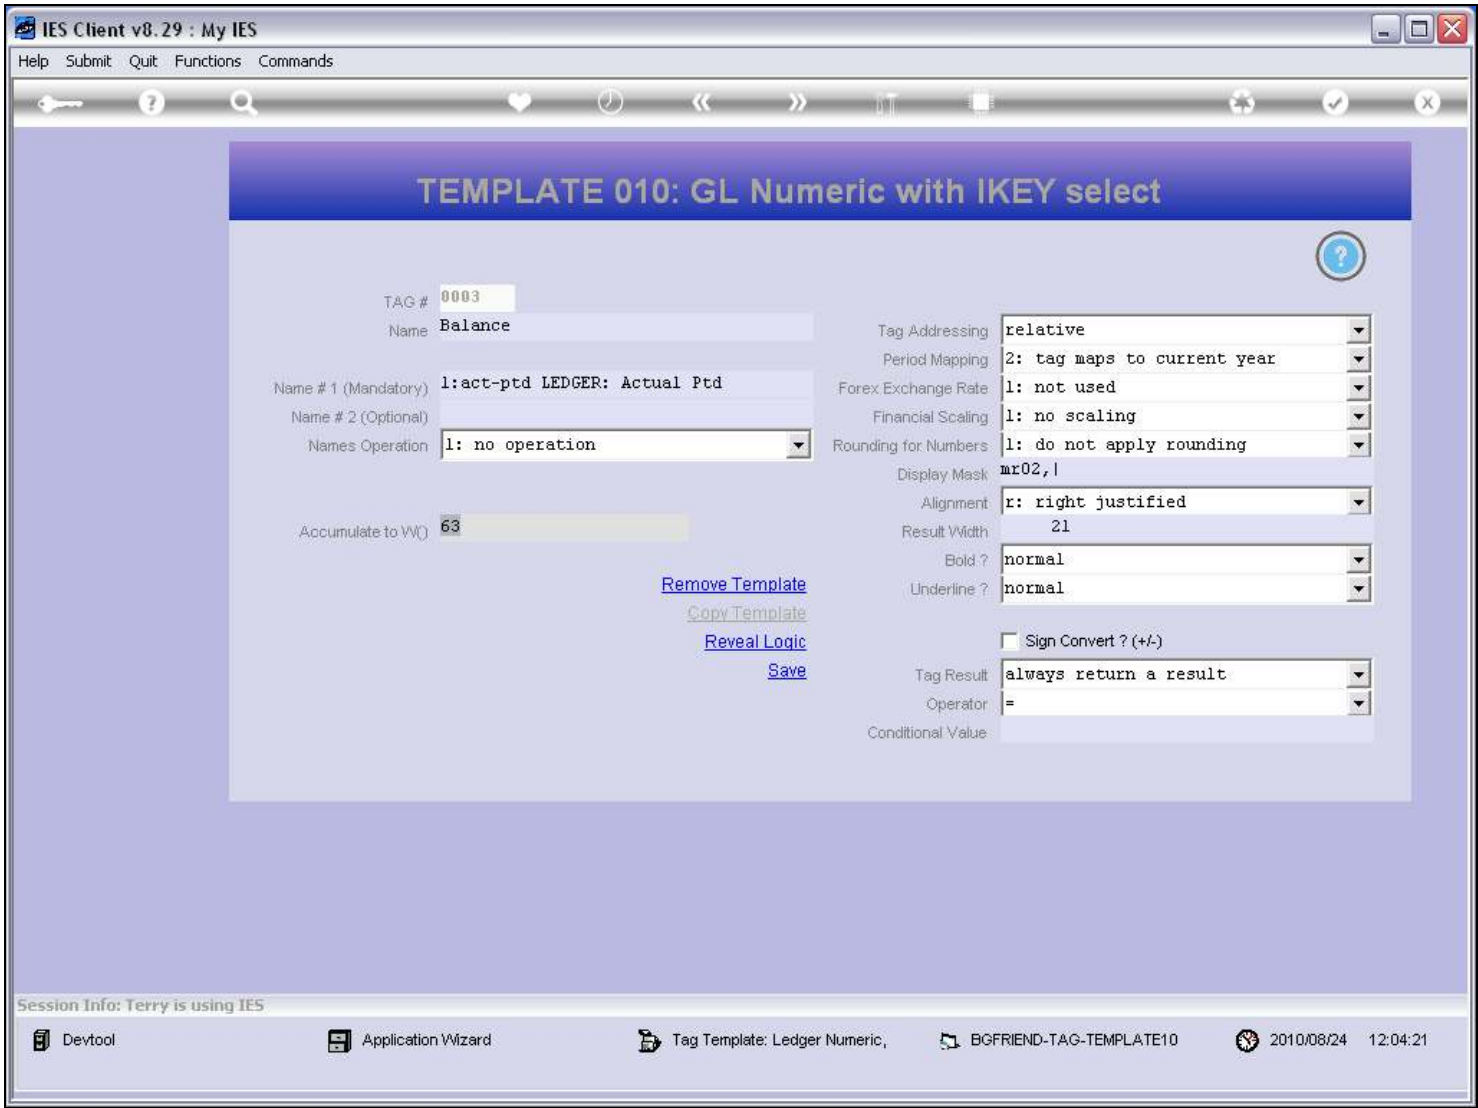 IES Client v8.29 : My IES
Help Submit Quit Functions Commands
TEMPLATE 010: GL Numeric with IKEY select
TAG # 0003
Name Balance
Name # 1 (Mandatory) 1:act-ptd LEDGER: Actual Ptd
Name # 2 (Optional)
Names Operation 1: no operation
Accumulate to W() 63
Remove Template
Copy Template
Reveal Logic
Save
Tag Addressing relative
Period Mapping 2: tag maps to current year
Forex Exchange Rate 1: not used
Financial Scaling 1: no scaling
Rounding for Numbers 1: do not apply rounding
Display Mask mr02,|
Alignment r: right justified
Result Width 21
Bold ? normal
Underline ? normal
Sign Convert ? (+/-)
Tag Result always return a result
Operator =
Conditional Value
Session Info: Terry is using IES
Devtool Application Wizard Tag Template: Ledger Numeric, BGFRIEND-TAG-TEMPLATE10 2010/08/24 12:04:21